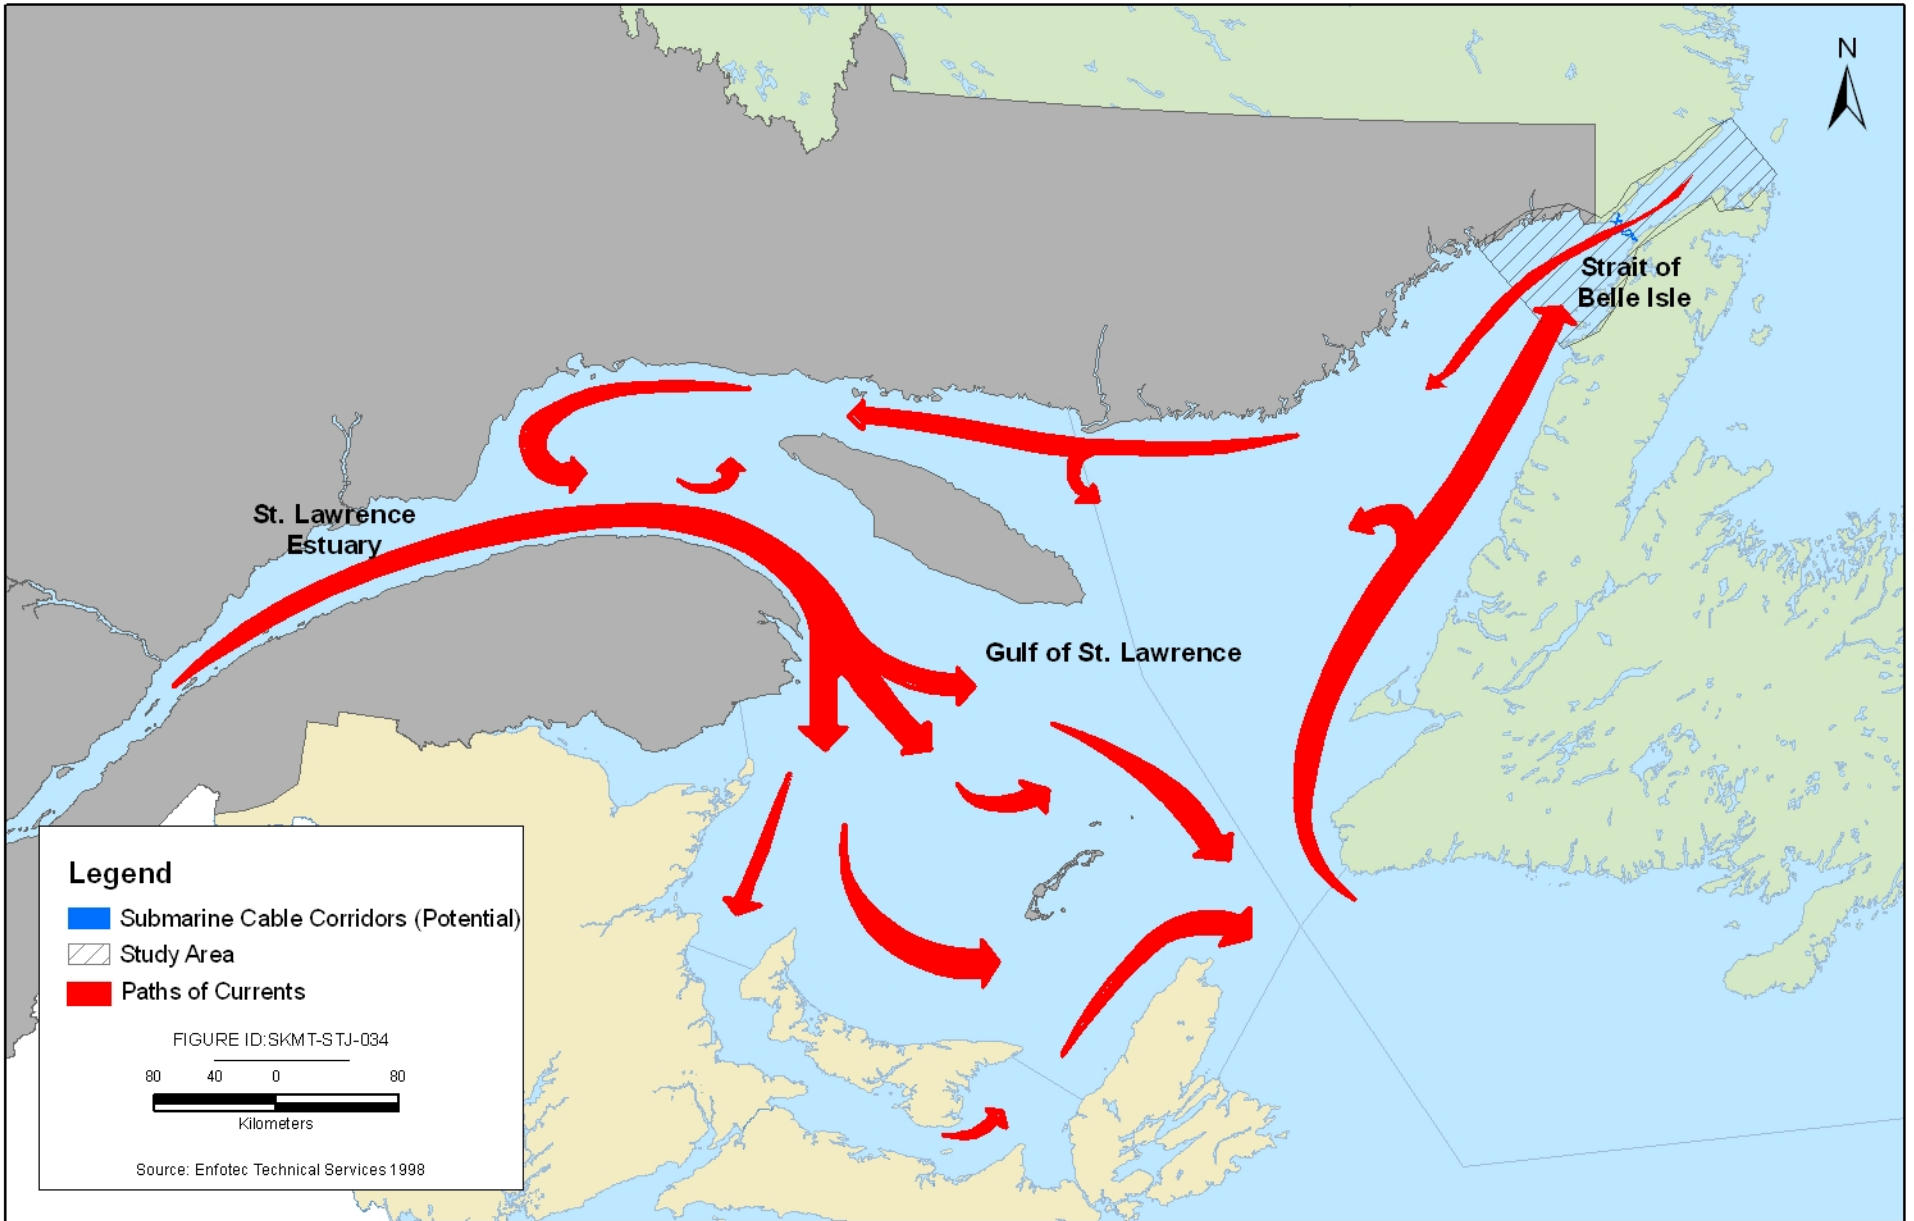 N
Strait of
Belle Isle
St. Lawrence
Estuary
Gulf of St. Lawrence
Legend
Submarine Cable Corridors (Potential)
Study Area
Paths of Currents
FIGURE ID:SKMT-STJ-034
80 40 0 80
Kilometers
Source: Enfotec Technical Services 1998